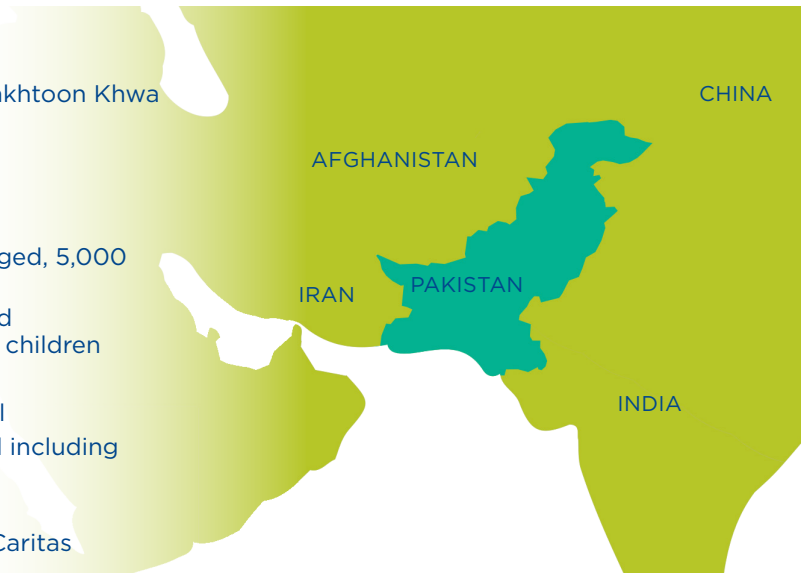 akhtoon Khwa
ged, 5,000
d
children
l
l including
Caritas
CHINA
AFGHANISTAN
IRAN
PAKISTAN
INDIA